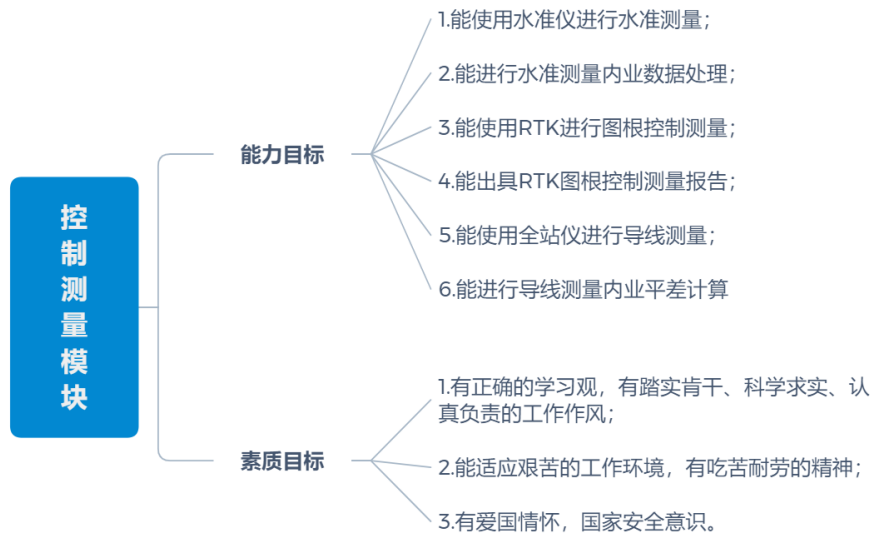 控制测量模块
能力目标
1.能使用水准仪进行水准测量；
2.能进行水准测量内业数据处理；
3.能使用RTK进行图根控制测量；
4.能出具RTK图根控制测量报告；
5.能使用全站仪进行导线测量；
6.能进行导线测量内业平差计算
素质目标
1.有正确的学习观，有踏实肯干、科学求实、认
真负责的工作作风；
2.能适应艰苦的工作环境，有吃苦耐劳的精神；
3.有爱国情怀，国家安全意识。